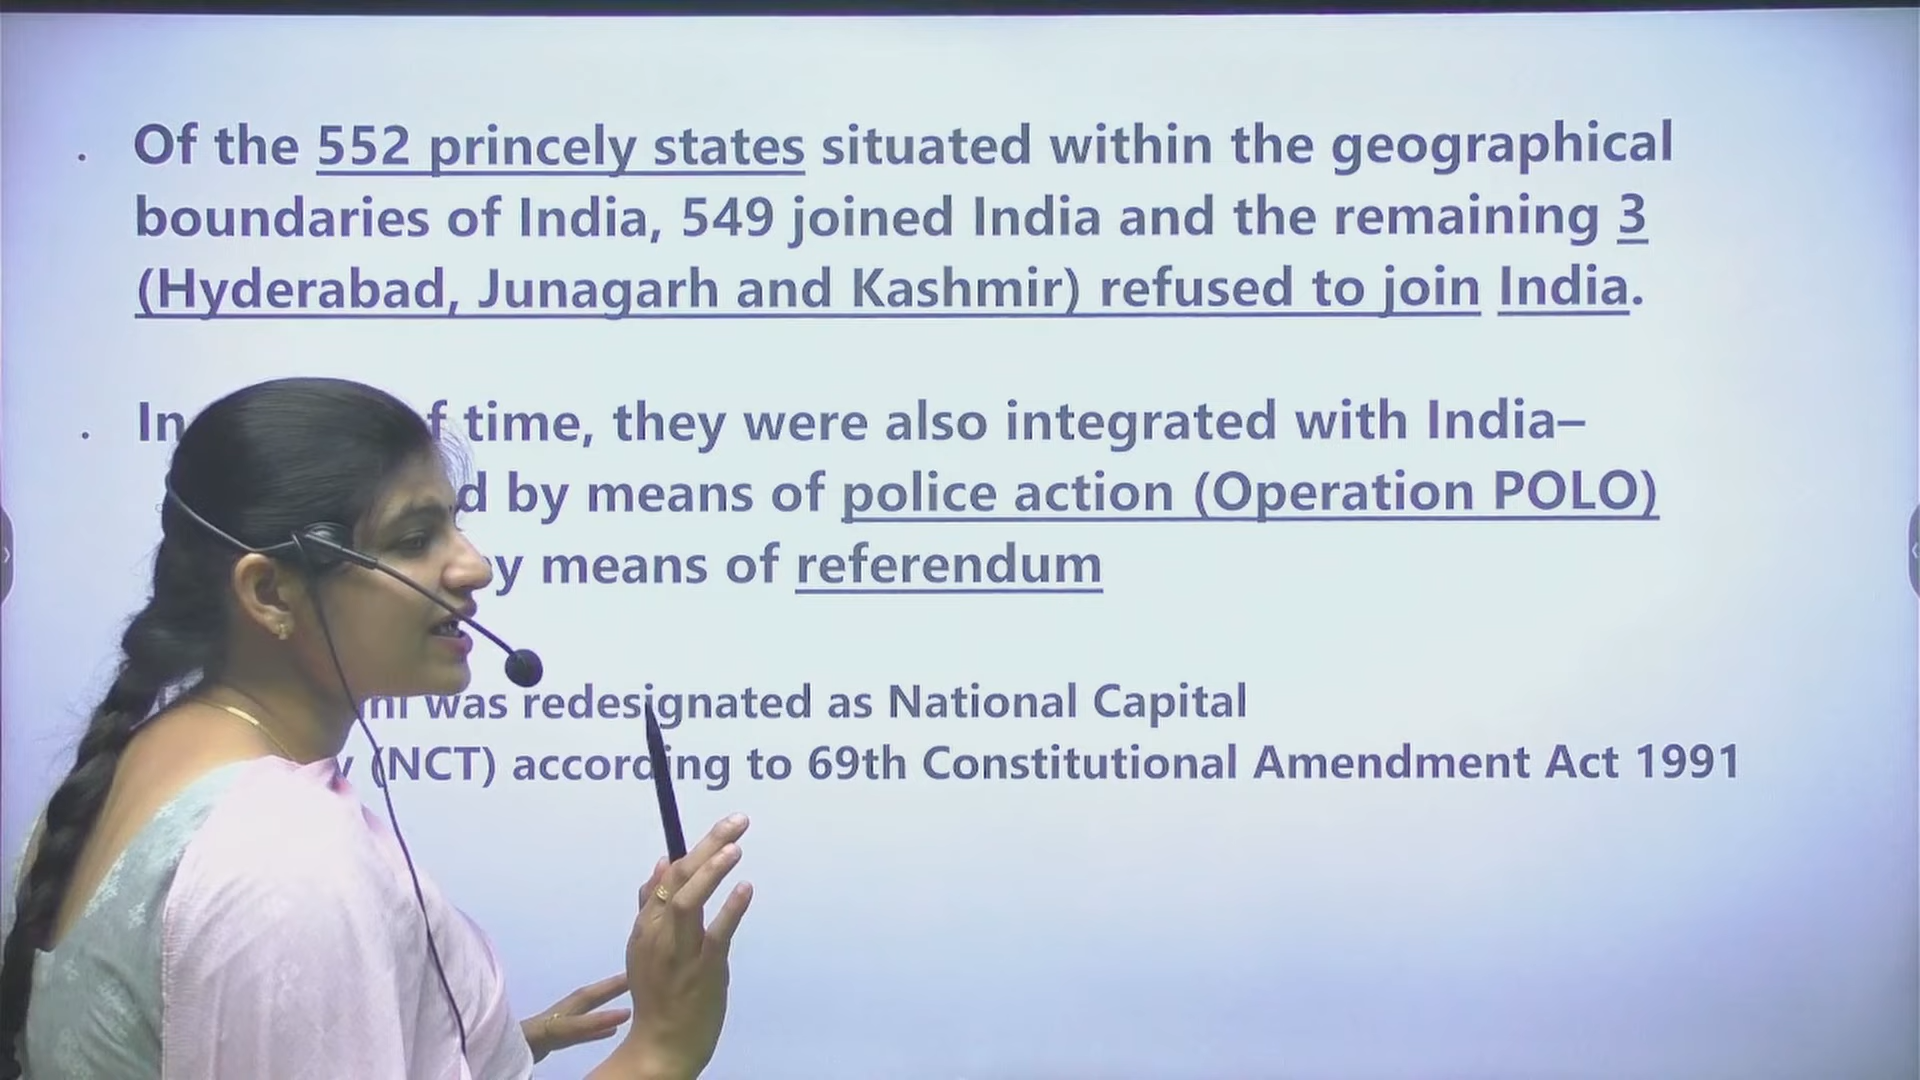 . Of the 552 princely states situated within the geographical
boundaries of India, 549 joined India and the remaining 3
(Hyderabad, Junagarh and Kashmir) refused to join India.
. In time, they were also integrated with India–
by means of police action (Operation POLO)
by means of referendum
was redesignated as National Capital
(NCT) according to 69th Constitutional Amendment Act 1991